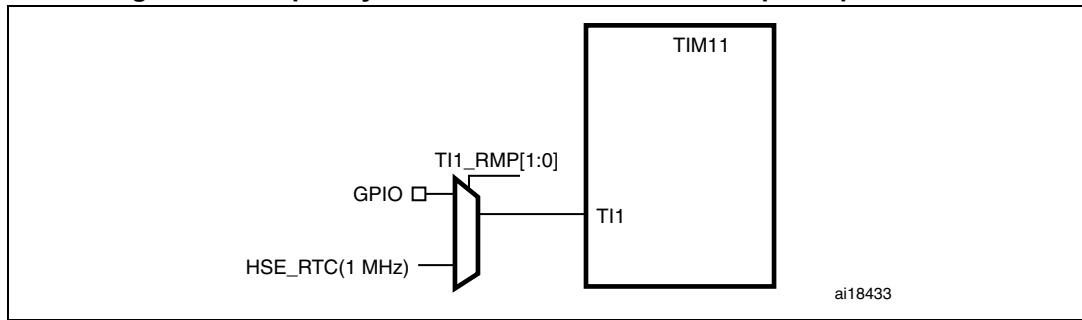 TIM11
TI1_RMP[1:0]
GPIO
TI1
HSE_RTC(1 MHz)
ai18433